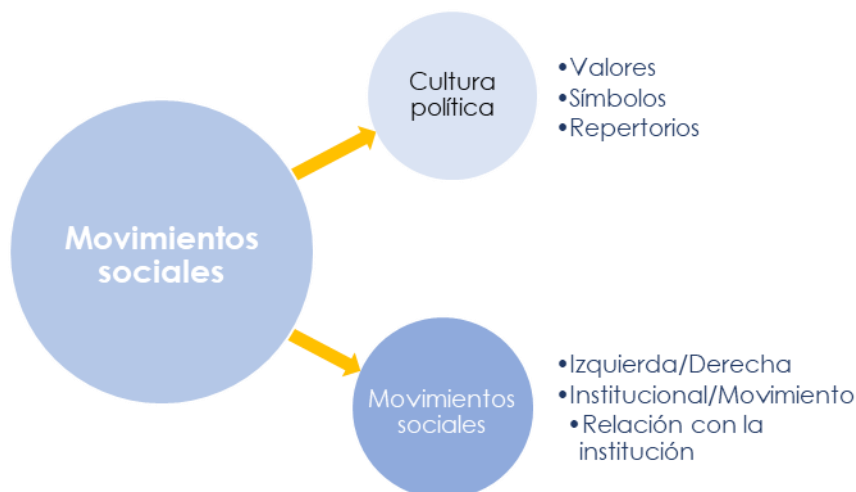 Movimientos
sociales
Cultura
política
•Valores
•Símbolos
•Repertorios
Movimientos
sociales
•Izquierda/Derecha
•Institucional/Movimiento
•Relación con la
institución